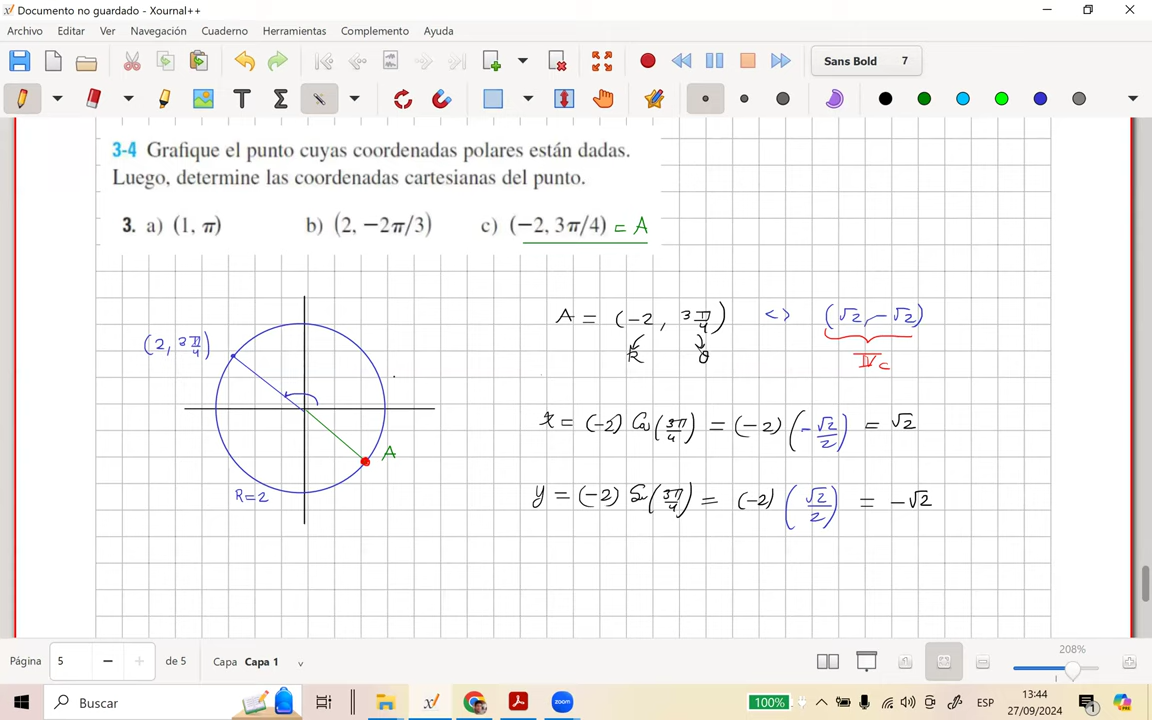 Documento no guardado - Xournal++
Archivo Editar Ver Navegación Cuaderno Herramientas Complemento Ayuda
Sans Bold 7
3-4 Grafique el punto cuyas coordenadas polares están dadas.
Luego, determine las coordenadas cartesianas del punto.
3. a) (1, π) b) (2, −2π/3) c) (−2, 3π/4) = A
A = (-2, 3π/4) <> (√2, -√2)
(2, 3π/4)
R θ
IVc
x = (-2) Cos(3π/4) = (-2) (-√2/2) = √2
A
y = (-2) Sen(3π/4) = (-2) (√2/2) = -√2
R=2
Página 5 de 5 Capa Capa 1 208%
Buscar 100% ESP 13:44
27/09/2024
1